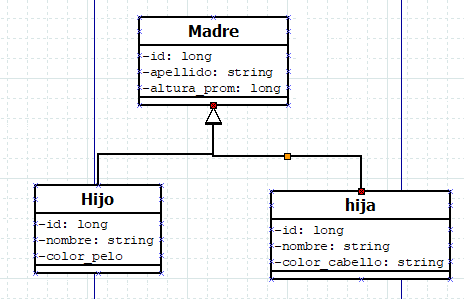 Madre
-id: long
-apellido: string
-altura_prom: long
Hijo
-id: long
-nombre: string
-color_pelo
hija
-id: long
-nombre: string
-color_cabello: string